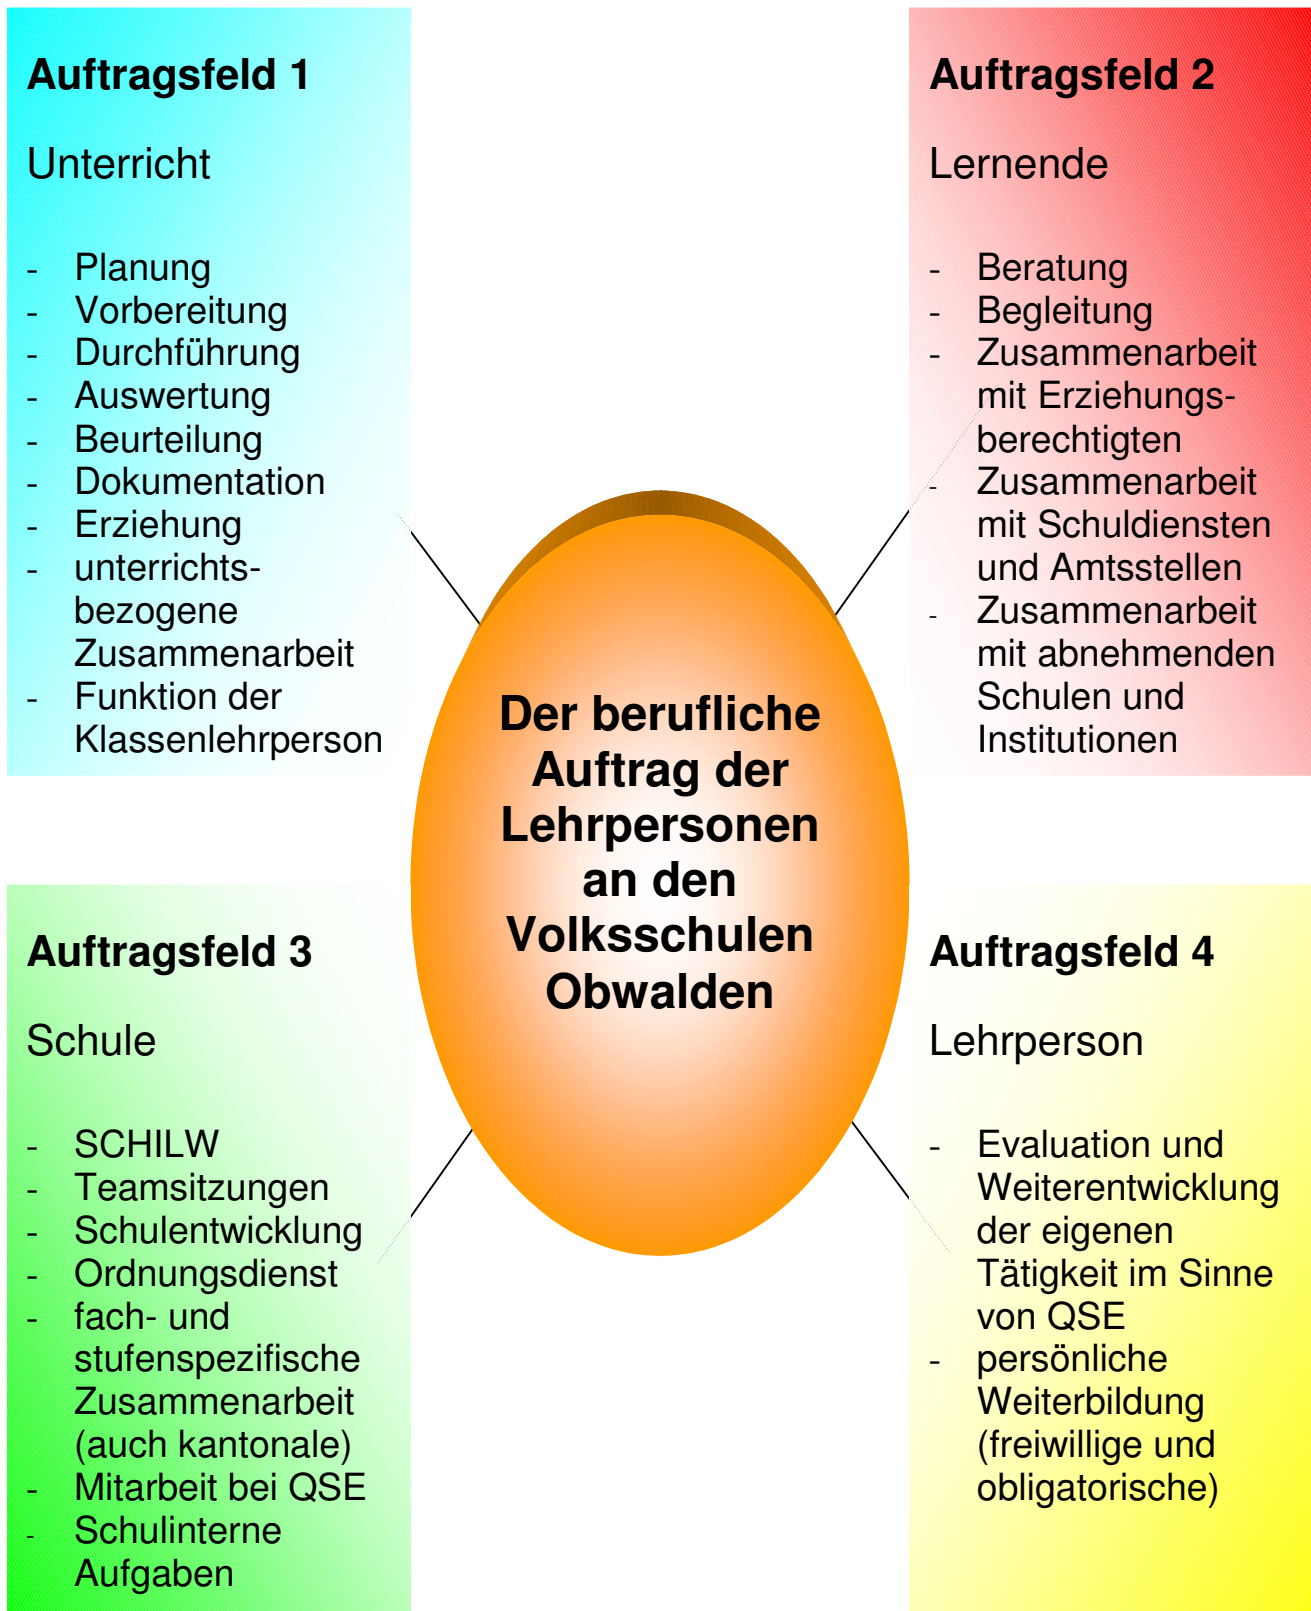 Auftragsfeld 1
Unterricht
- Planung
- Vorbereitung
- Durchführung
- Auswertung
- Beurteilung
- Dokumentation
- Erziehung
- unterrichts-
bezogene
Zusammenarbeit
- Funktion der
Klassenlehrperson
Auftragsfeld 2
Lernende
- Beratung
- Begleitung
- Zusammenarbeit
mit Erziehungs-
berechtigten
- Zusammenarbeit
mit Schuldiensten
und Amtsstellen
- Zusammenarbeit
mit abnehmenden
Schulen und
Institutionen
Der berufliche
Auftrag der
Lehrpersonen
an den
Volksschulen
Obwalden
Auftragsfeld 3
Schule
- SCHILW
- Teamsitzungen
- Schulentwicklung
- Ordnungsdienst
- fach- und
stufenspezifische
Zusammenarbeit
(auch kantonale)
- Mitarbeit bei QSE
- Schulinterne
Aufgaben
Auftragsfeld 4
Lehrperson
- Evaluation und
Weiterentwicklung
der eigenen
Tätigkeit im Sinne
von QSE
- persönliche
Weiterbildung
(freiwillige und
obligatorische)